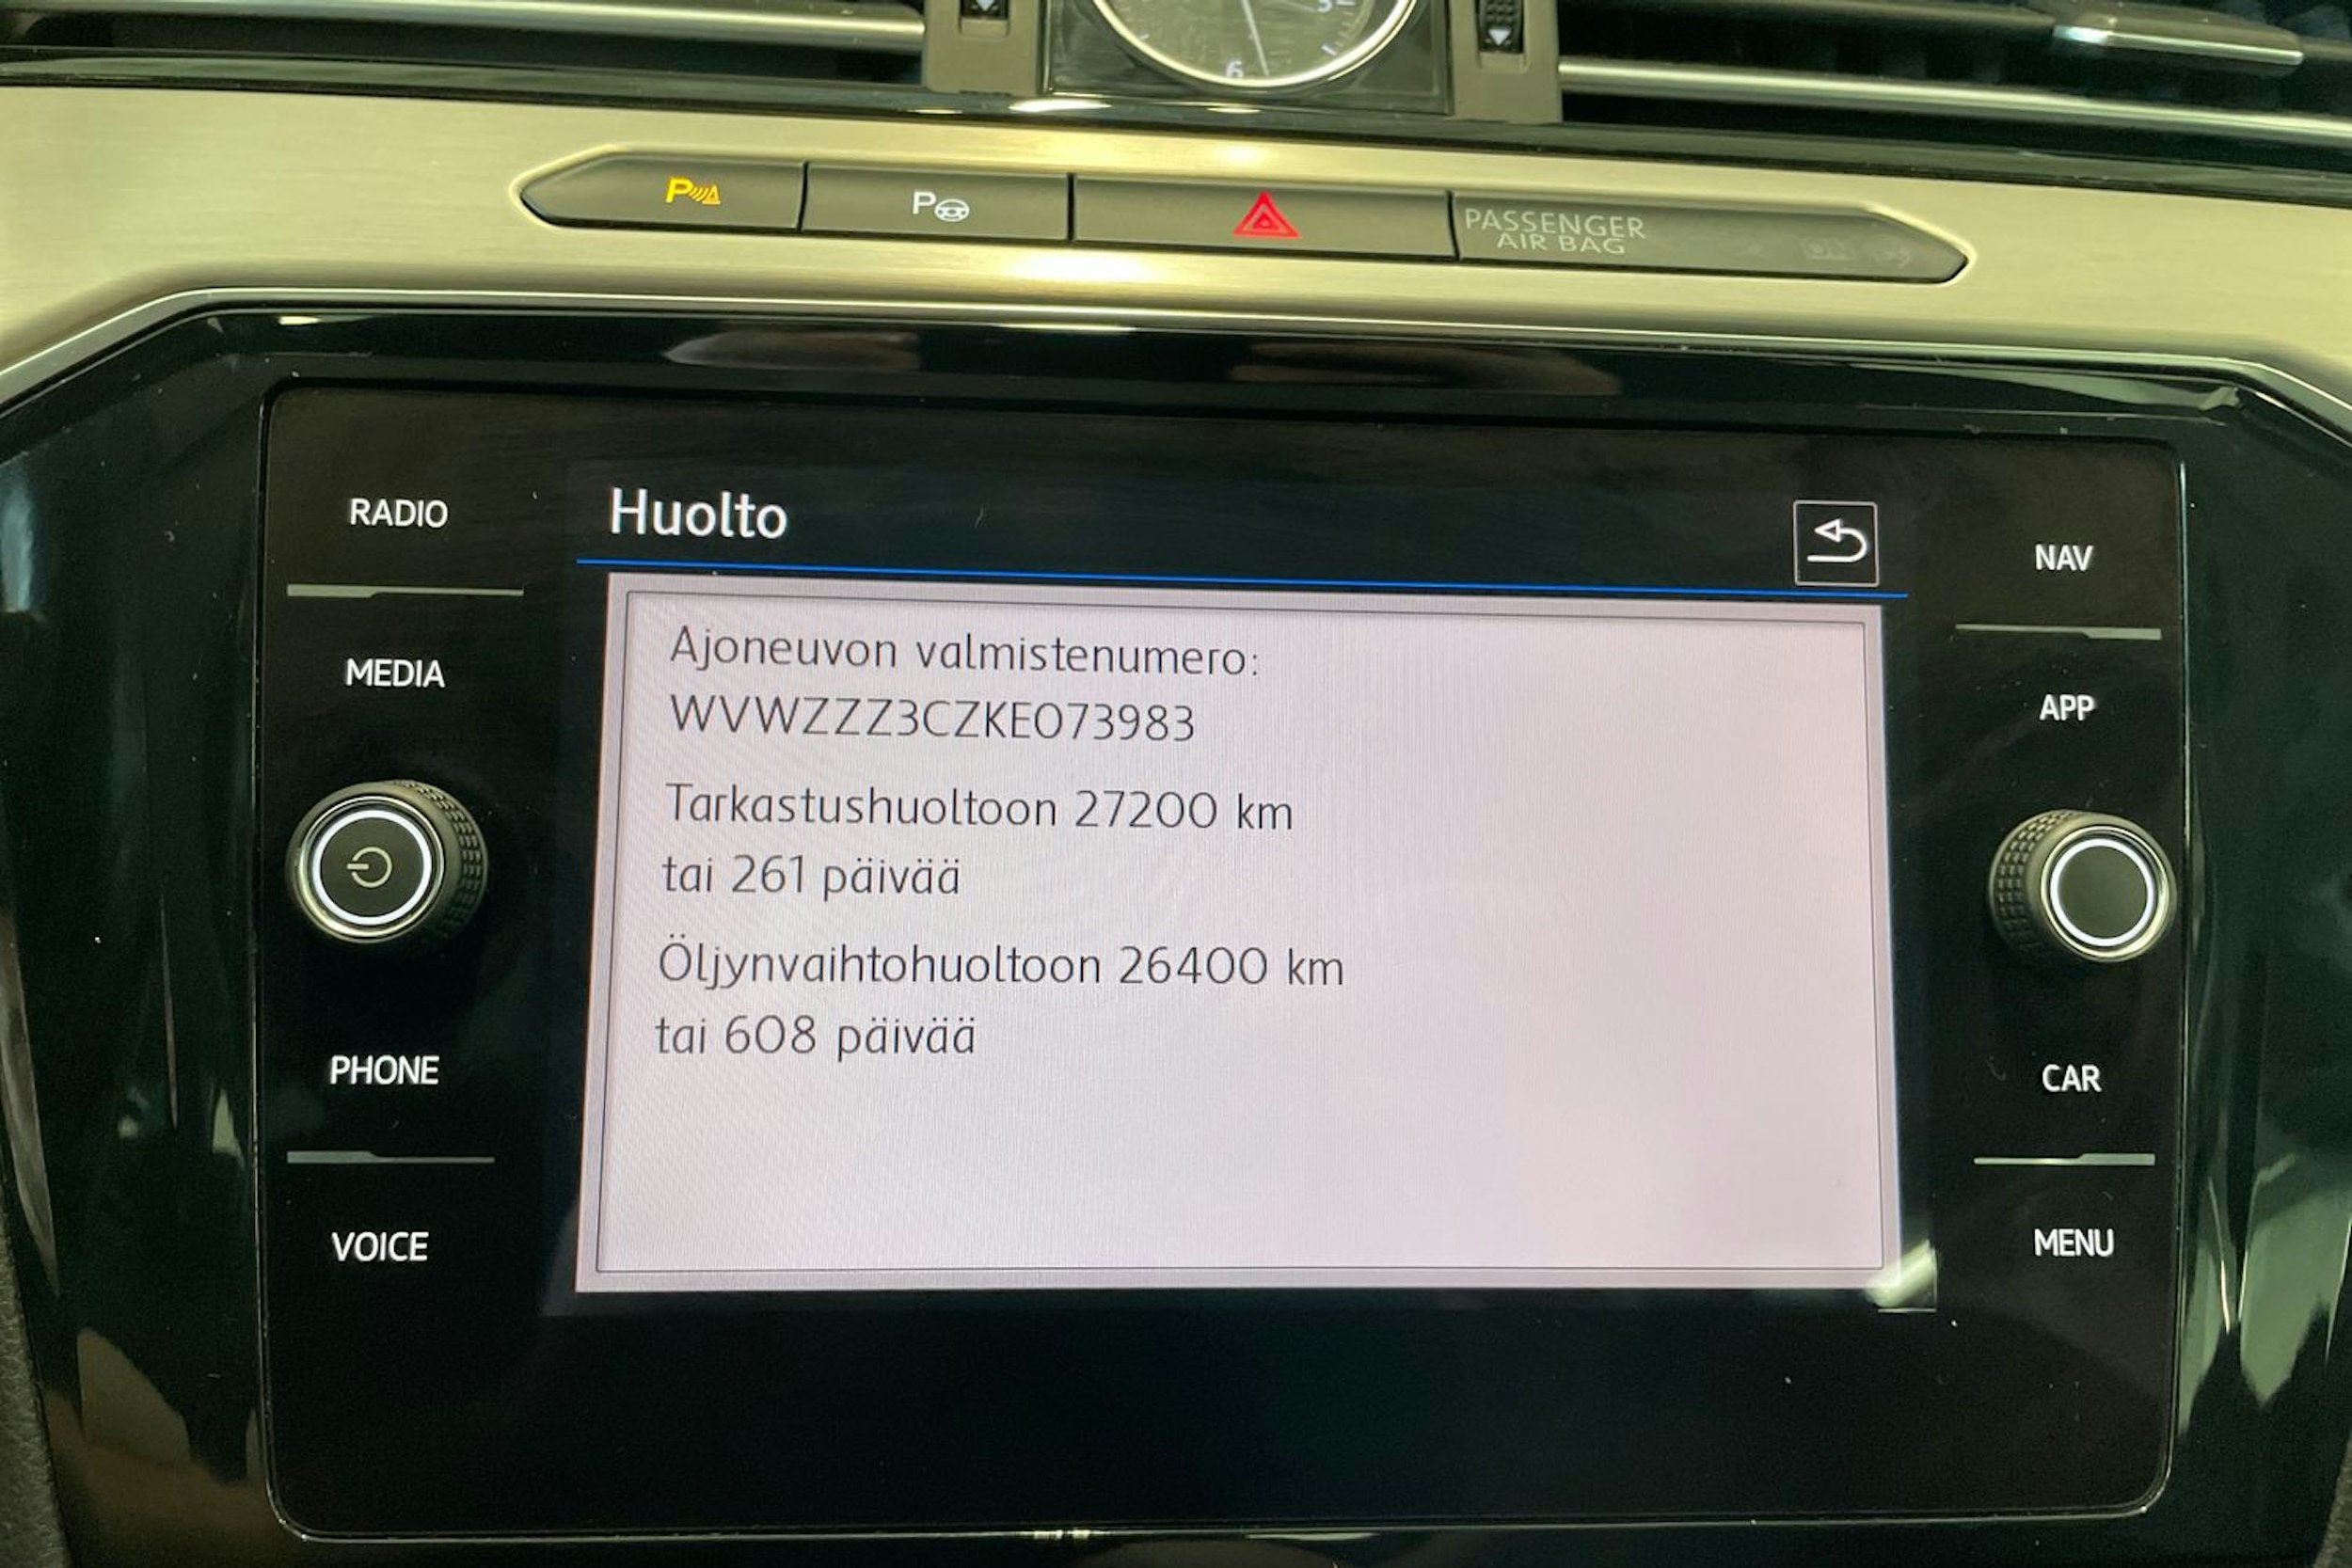 6
P
P
PASSENGER
AIR BAG
RADIO
MEDIA
PHONE
VOICE
Huolto
Ajoneuvon valmistenumero:
WVWZZZ3CZKE073983
Tarkastushuoltoon 27200 km
tai 261 päivää
Öljynvaihtohuoltoon 26400 km
tai 608 päivää
NAV
APP
CAR
MENU